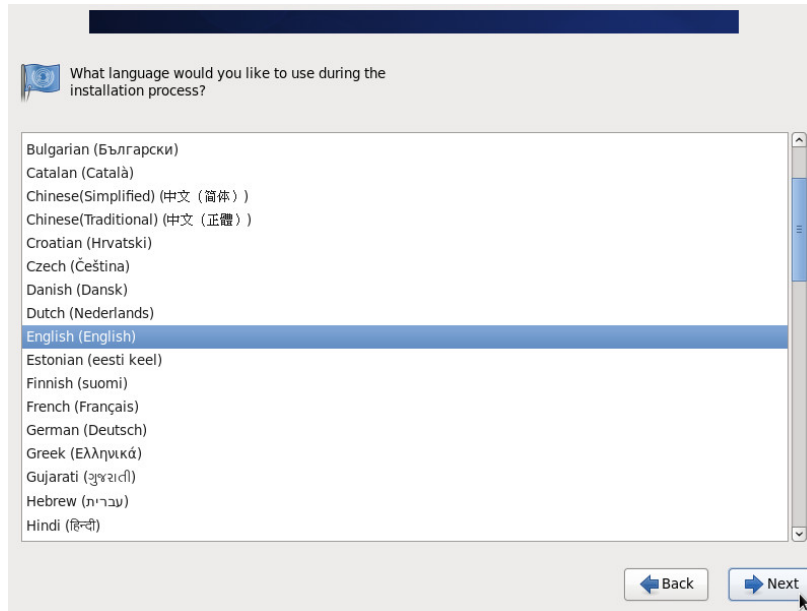 What language would you like to use during the
installation process?
Bulgarian (Български)
Catalan (Català)
Chinese(Simplified) (中文（简体）)
Chinese(Traditional) (中文（正體）)
Croatian (Hrvatski)
Czech (Čeština)
Danish (Dansk)
Dutch (Nederlands)
English (English)
Estonian (eesti keel)
Finnish (suomi)
French (Français)
German (Deutsch)
Greek (Ελληνικά)
Gujarati (ગુજરાતી)
Hebrew (עברית)
Hindi (हिन्दी)
Back
Next